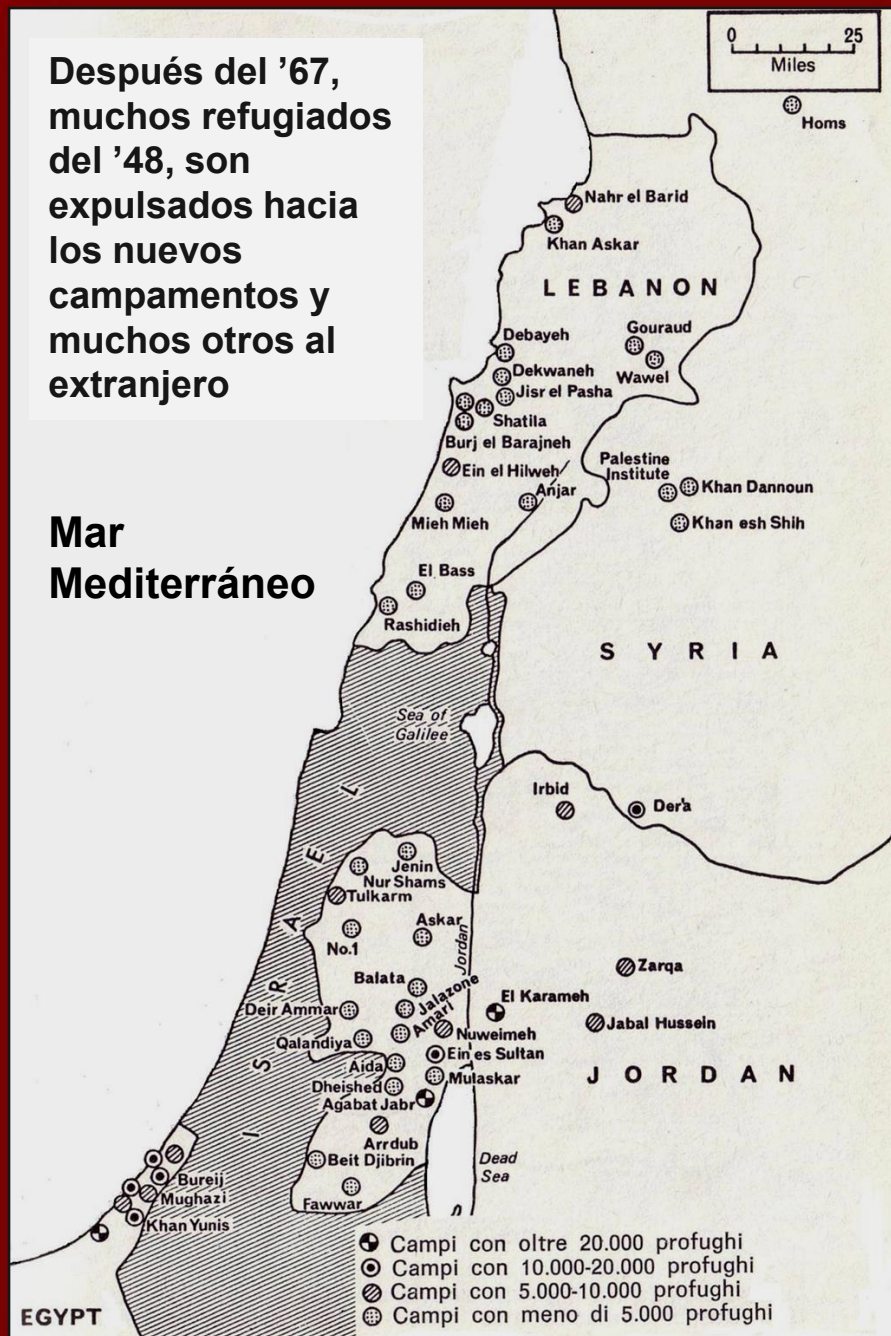 Después del ’67,
muchos refugiados
del ’48, son
expulsados hacia
los nuevos
campamentos y
muchos otros al
extranjero
Mar
Mediterráneo
0 25
Miles
Homs
Nahr el Barid
Khan Askar
LEBANON
Debayeh
Gouraud
Dekwaneh
Wawel
Jisr el Pasha
Shatila
Burj el Barajneh
Ein el Hilweh
Palestine
Institute
Khan Dannoun
Anjar
Mieh Mieh
Khan esh Shih
El Bass
Rashidieh
SYRIA
Sea of
Galilee
Irbid
Der'a
ISRAEL
Jenin
Nur Shams
Tulkarm
Askar
No.1
Jordan
Zarqa
Balata
El Karameh
Jalazone
Deir Ammar
Amari
Jabal Hussein
Nuweimeh
Qalandiya
Ein es Sultan
Aida
Mulaskar
JORDAN
Dheished
Agabat Jabr
Arrdub
Beit Djibrin
Dead
Sea
Fawwar
Bureij
Mughazi
Khan Yunis
EGYPT
Campi con oltre 20.000 profughi
Campi con 10.000-20.000 profughi
Campi con 5.000-10.000 profughi
Campi con meno di 5.000 profughi